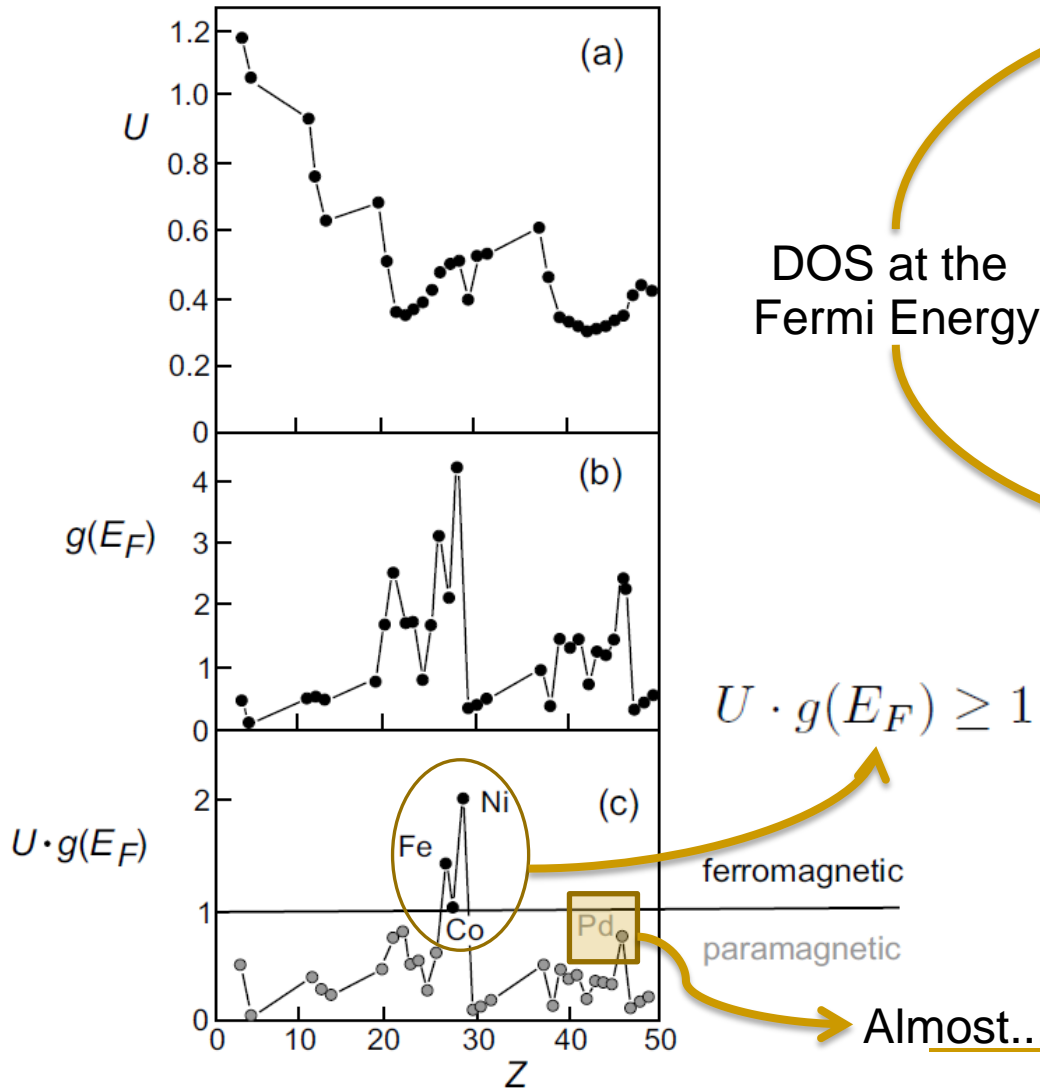 (a)
U
1.2
1.0
0.8
0.6
0.4
0.2
0
DOS at the
Fermi Energy
(b)
g(E_F)
4
3
2
1
0
U · g(E_F) ≥ 1
(c)
U · g(E_F)
2
1
0
Ni
Fe
Co
Pd
ferromagnetic
paramagnetic
0 10 20 30 40 50
Z
Almost..